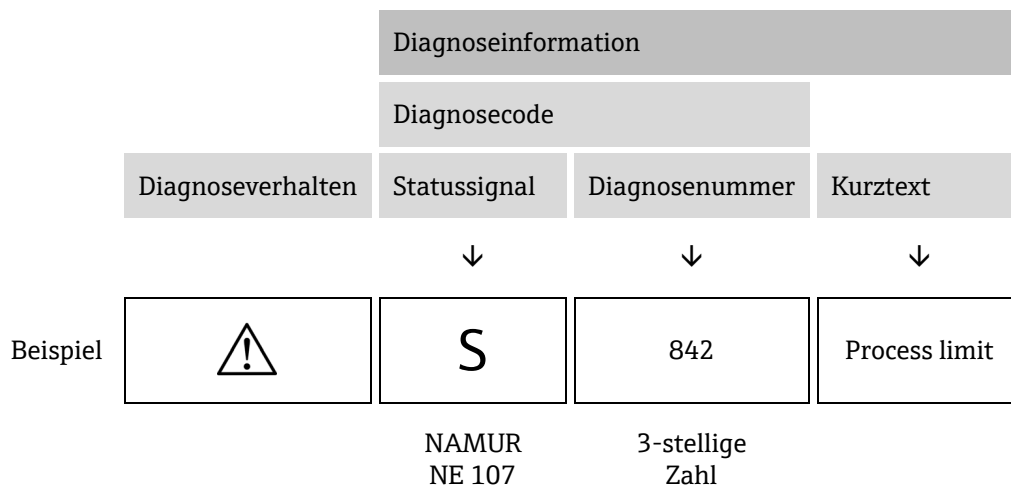 Diagnoseinformation
Diagnosecode
Diagnoseverhalten Statussignal Diagnosenummer Kurztext
↓ ↓ ↓
Beispiel ⚠ S 842 Process limit
NAMUR 3-stellige
NE 107 Zahl